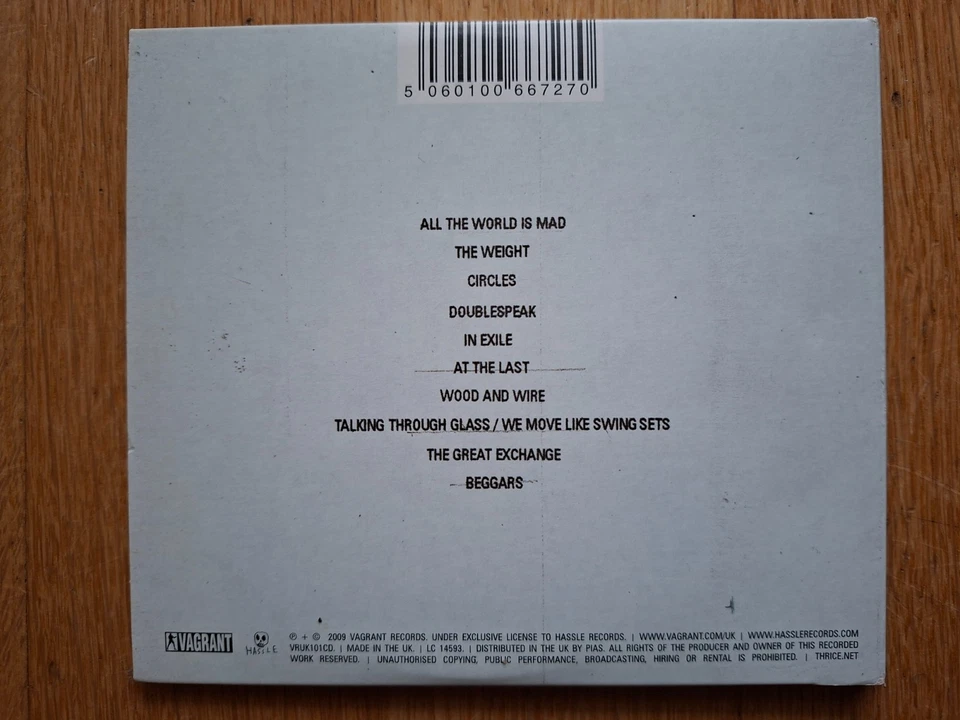 5 060100 667270
ALL THE WORLD IS MAD
THE WEIGHT
CIRCLES
DOUBLESPEAK
IN EXILE
AT THE LAST
WOOD AND WIRE
TALKING THROUGH GLASS / WE MOVE LIKE SWING SETS
THE GREAT EXCHANGE
BEGGARS
VAGRANT
HASSLE
℗ + © 2009 VAGRANT RECORDS. UNDER EXCLUSIVE LICENSE TO HASSLE RECORDS. | WWW.VAGRANT.COM/UK | WWW.HASSLERECORDS.COM
VRUK101CD. | MADE IN THE UK. | LC 14593. | DISTRIBUTED IN THE UK BY PIAS. ALL RIGHTS OF THE PRODUCER AND OWNER OF THIS RECORDED
WORK RESERVED. | UNAUTHORISED COPYING, PUBLIC PERFORMANCE, BROADCASTING, HIRING OR RENTAL IS PROHIBITED. | THRICE.NET